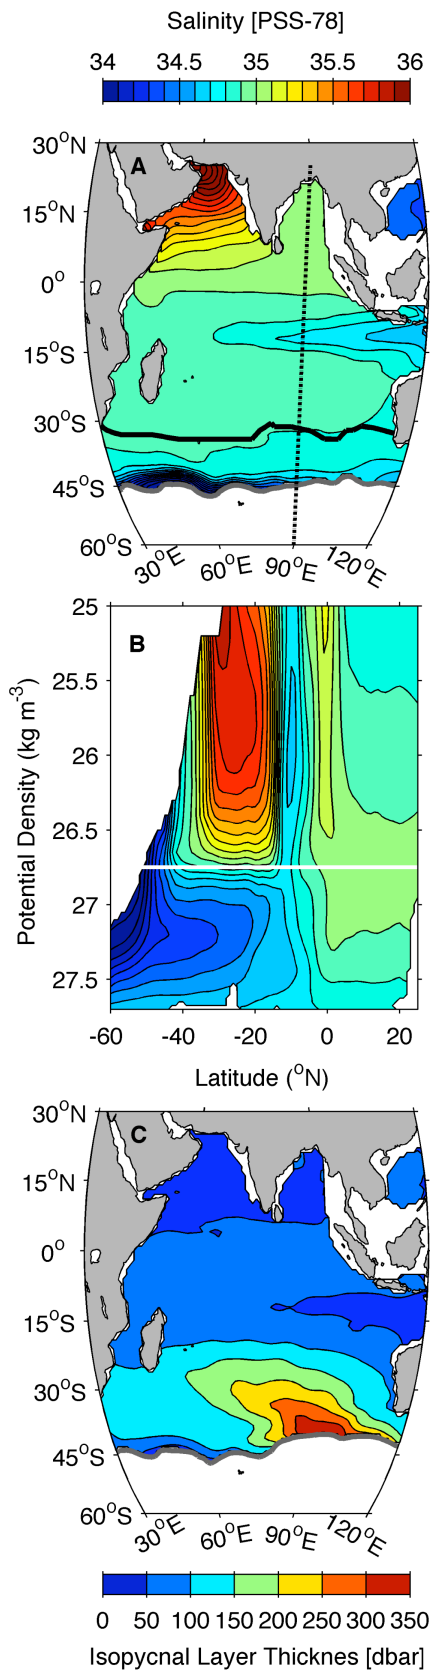 Salinity [PSS-78]
34 34.5 35 35.5 36
A
30°N
15°N
0°
15°S
30°S
45°S
60°S
30°E 60°E 90°E 120°E
B
25
25.5
26
26.5
27
27.5
Potential Density (kg m-3)
-60 -40 -20 0 20
Latitude (°N)
C
30°N
15°N
0°
15°S
30°S
45°S
60°S
30°E 60°E 90°E 120°E
0 50 100 150 200 250 300 350
Isopycnal Layer Thicknes [dbar]